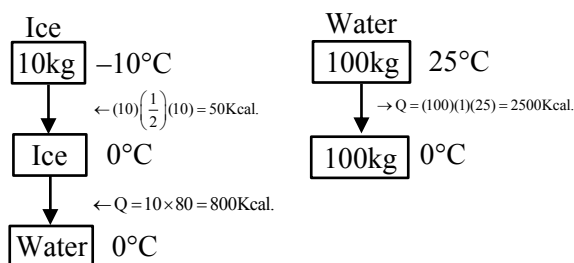 Ice
10kg –10°C
← (10)(1/2)(10) = 50Kcal.
Ice 0°C
← Q = 10 × 80 = 800Kcal.
Water 0°C
Water
100kg 25°C
→ Q = (100)(1)(25) = 2500Kcal.
100kg 0°C